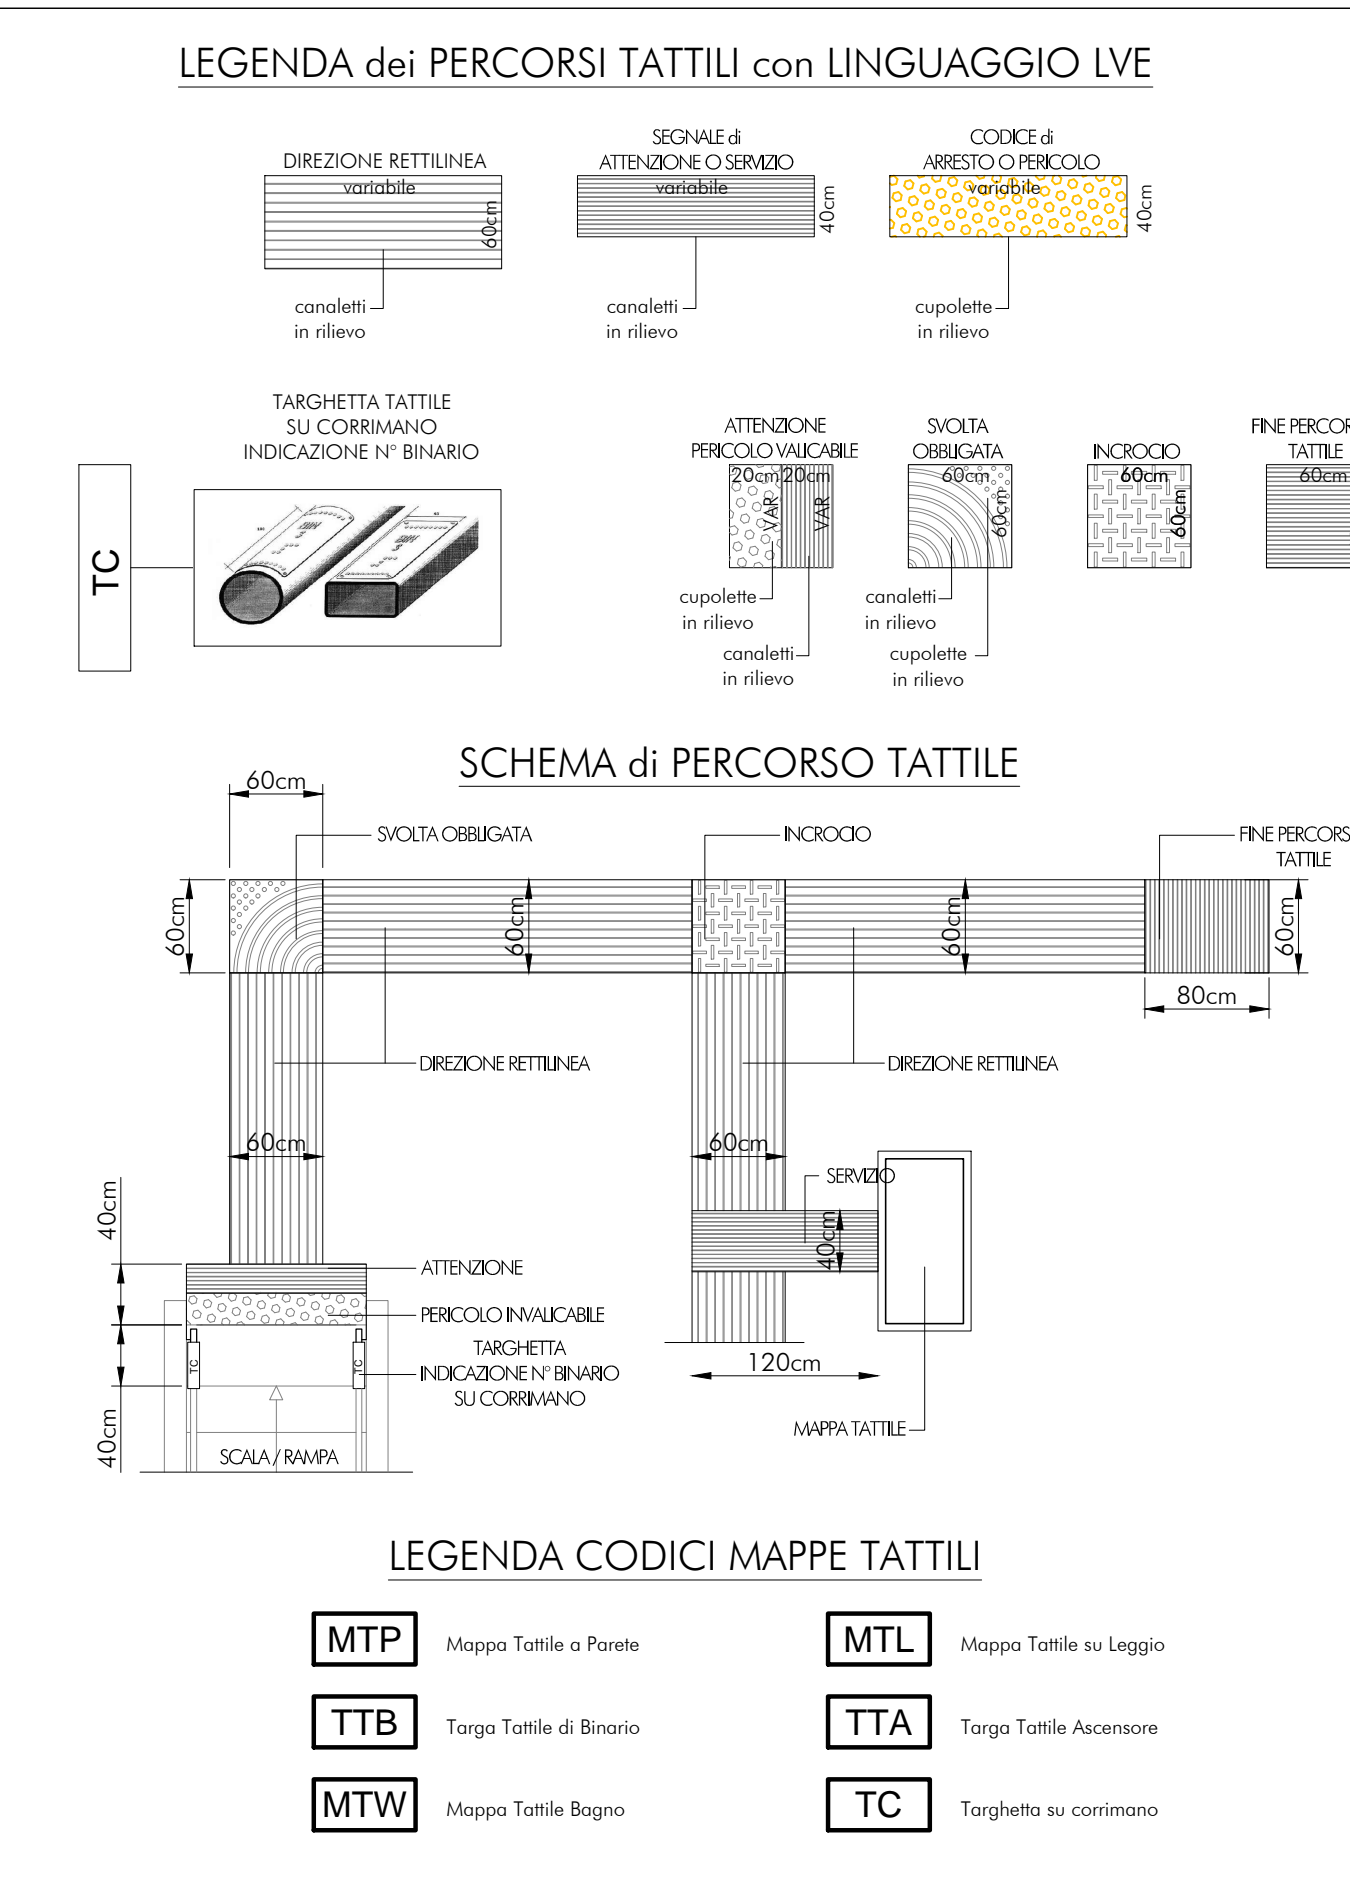 LEGENDA dei PERCORSI TATTILI con LINGUAGGIO LVE
DIREZIONE RETTILINEA
variabile
60cm
canaletti
in rilievo
SEGNALE di
ATTENZIONE O SERVIZIO
variabile
40cm
canaletti
in rilievo
CODICE di
ARRESTO O PERICOLO
variabile
40cm
cupolette
in rilievo
TARGHETTA TATTILE
SU CORRIMANO
INDICAZIONE N° BINARIO
TC
ATTENZIONE
PERICOLO VALICABILE
20cm 20cm
VAR VAR
cupolette
in rilievo
canaletti
in rilievo
SVOLTA
OBBLIGATA
60cm
60cm
canaletti
in rilievo
cupolette
in rilievo
INCROCIO
60cm
60cm
FINE PERCOR
TATTILE
60cm
SCHEMA di PERCORSO TATTILE
60cm
SVOLTA OBBLIGATA
INCROCIO
FINE PERCORS
TATTILE
60cm
60cm
60cm
60cm
80cm
DIREZIONE RETTILINEA
DIREZIONE RETTILINEA
60cm
60cm
SERVIZIO
40cm
40cm
ATTENZIONE
PERICOLO INVALICABILE
TARGHETTA
INDICAZIONE N° BINARIO
SU CORRIMANO
TC
TC
120cm
40cm
MAPPA TATTILE
SCALA / RAMPA
LEGENDA CODICI MAPPE TATTILI
MTP Mappa Tattile a Parete
MTL Mappa Tattile su Leggio
TTB Targa Tattile di Binario
TTA Targa Tattile Ascensore
MTW Mappa Tattile Bagno
TC Targhetta su corrimano